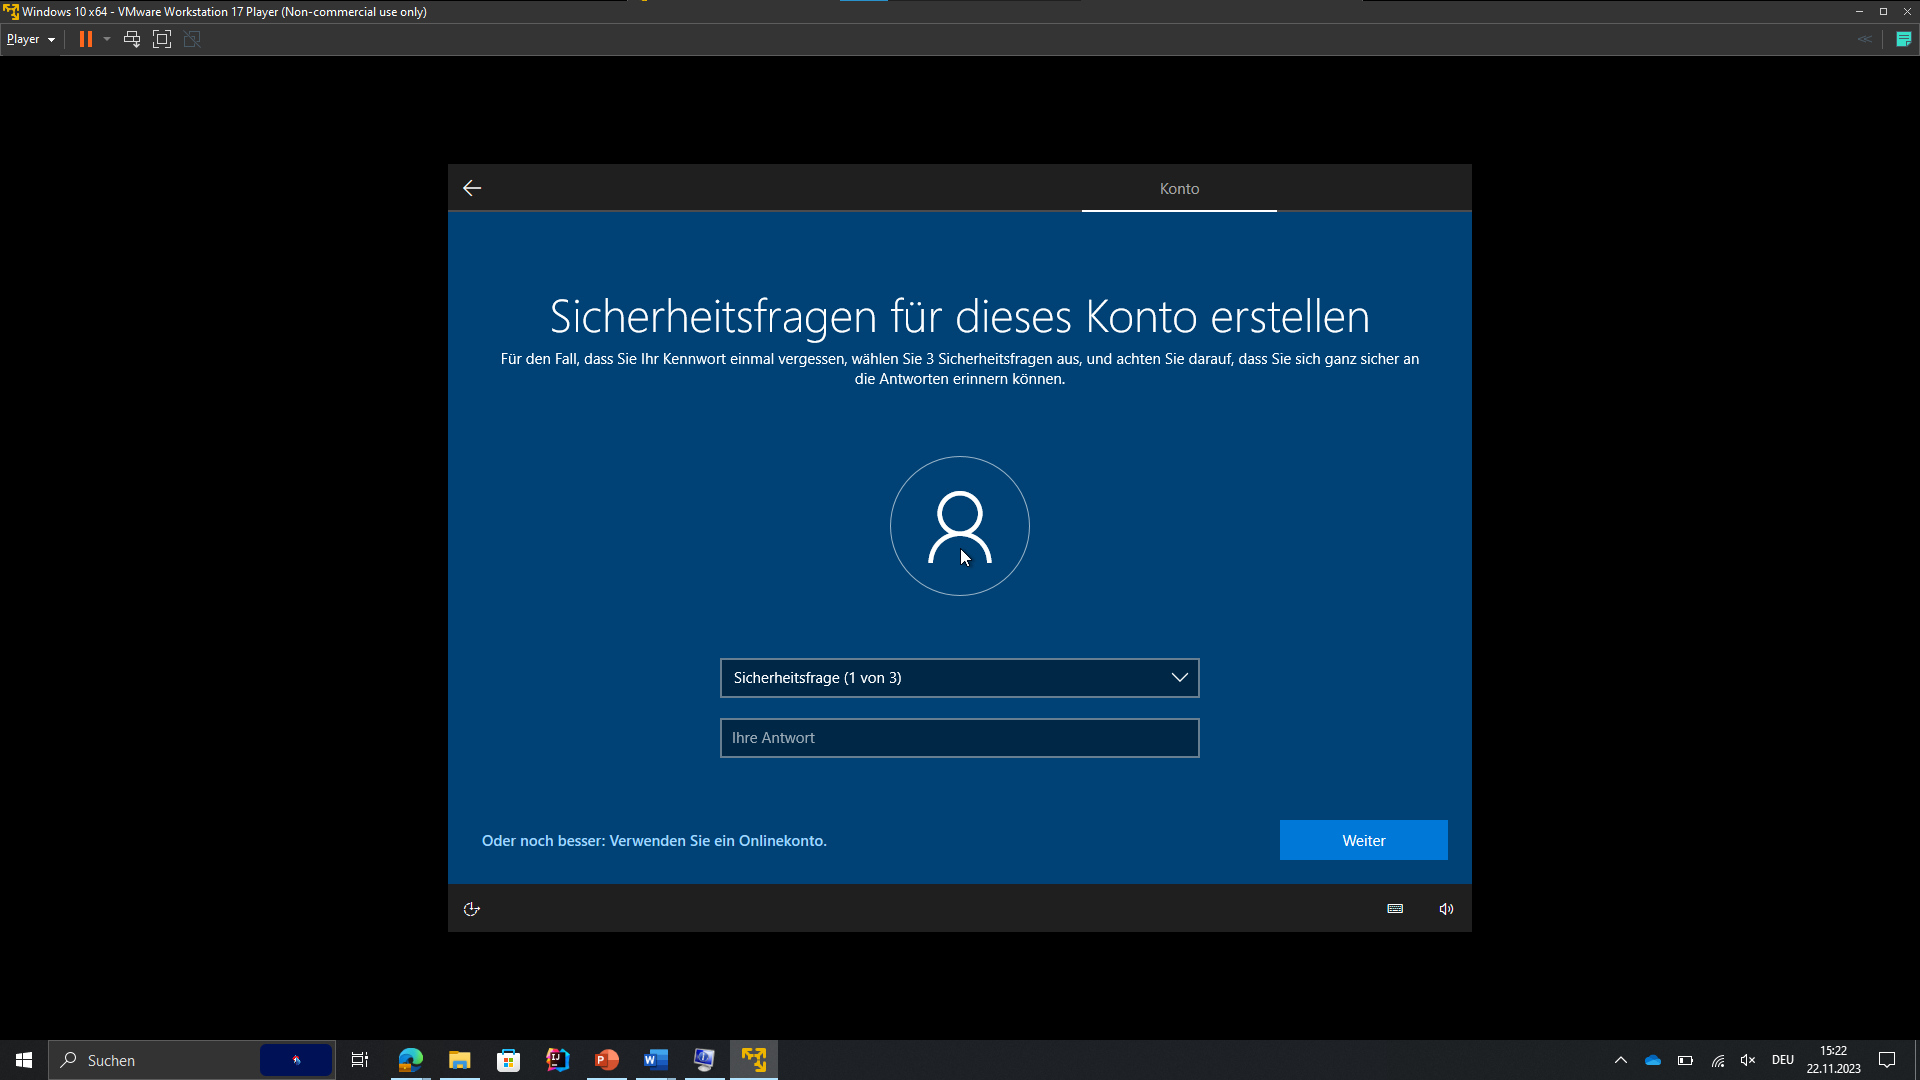 Windows 10 x64 - VMware Workstation 17 Player (Non-commercial use only)
Player
Konto
Sicherheitsfragen für dieses Konto erstellen
Für den Fall, dass Sie Ihr Kennwort einmal vergessen, wählen Sie 3 Sicherheitsfragen aus, und achten Sie darauf, dass Sie sich ganz sicher an
die Antworten erinnern können.
Sicherheitsfrage (1 von 3)
Ihre Antwort
Oder noch besser: Verwenden Sie ein Onlinekonto.
Weiter
Suchen
DEU
15:22
22.11.2023